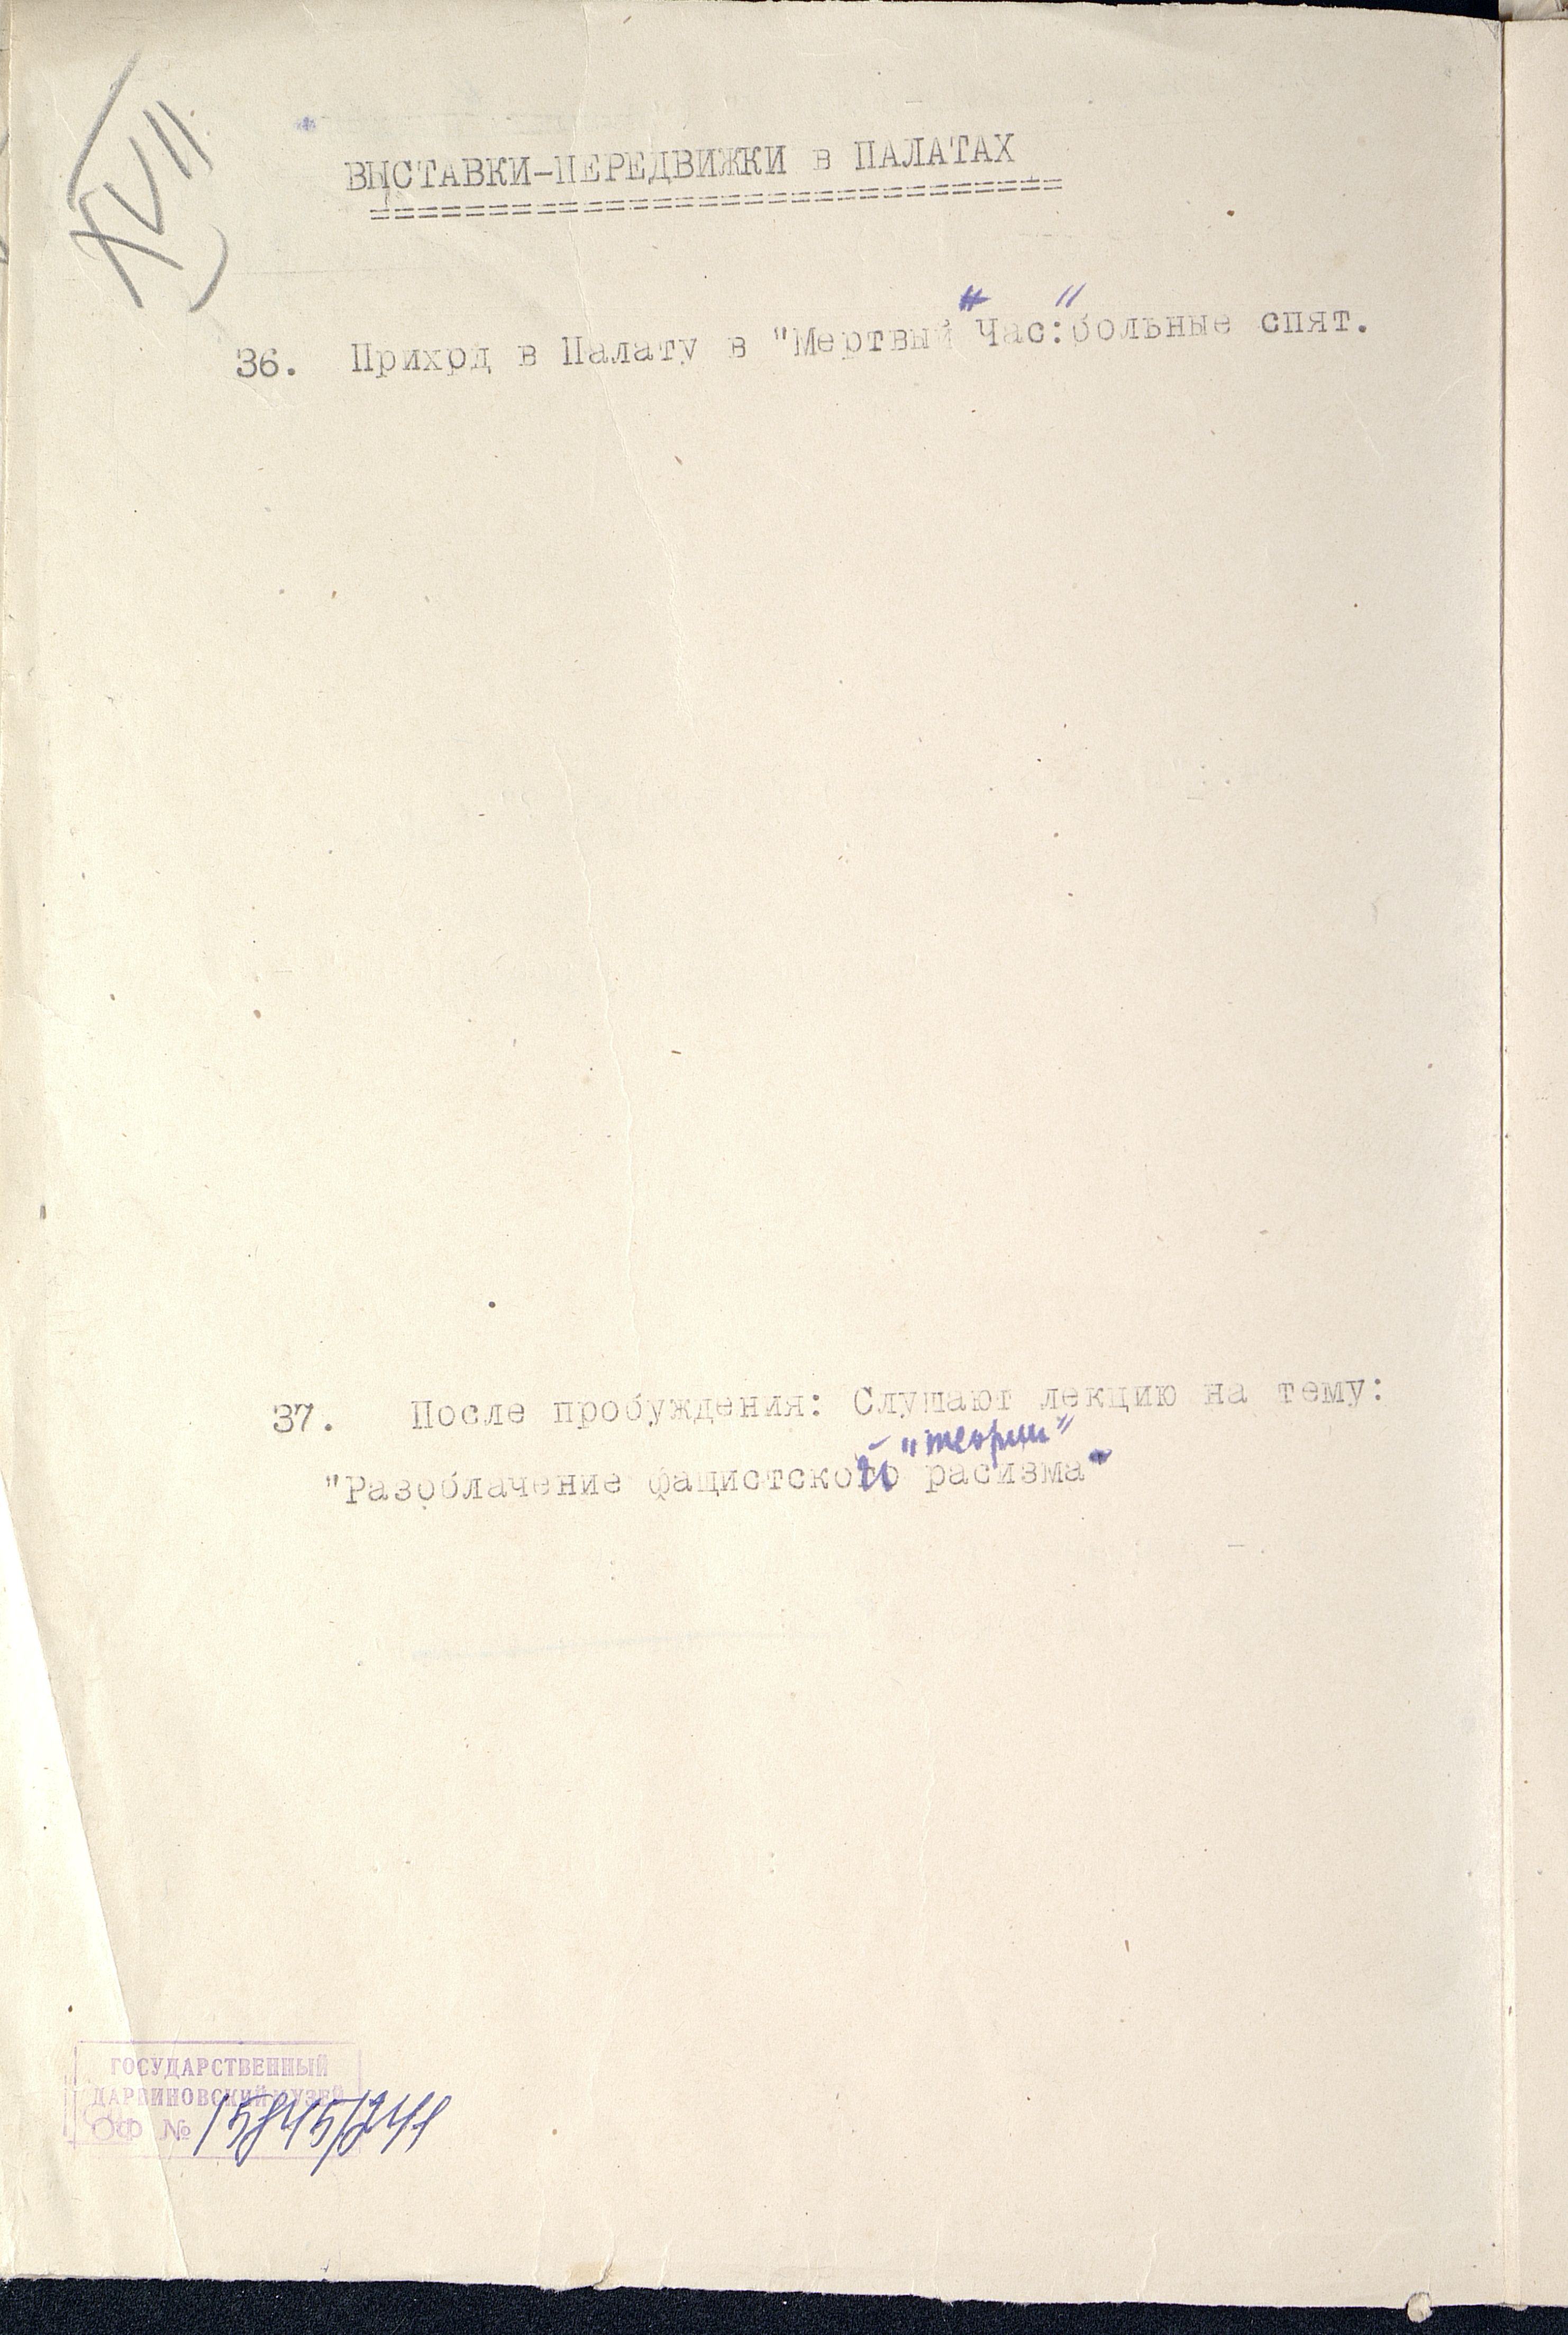 XVII
ВЫСТАВКИ-ПЕРЕДВИЖКИ в ПАЛАТАХ
36. Приход в Палату в "Мертвый" Час:" больные спят.
37. После пробуждения: Слушают лекцию на тему:
"теории"
"Разоблачение фашистской расизма"
ГОСУДАРСТВЕННЫЙ
ДАРВИНОВСКИЙ МУЗЕЙ
ОФ № 15845/241